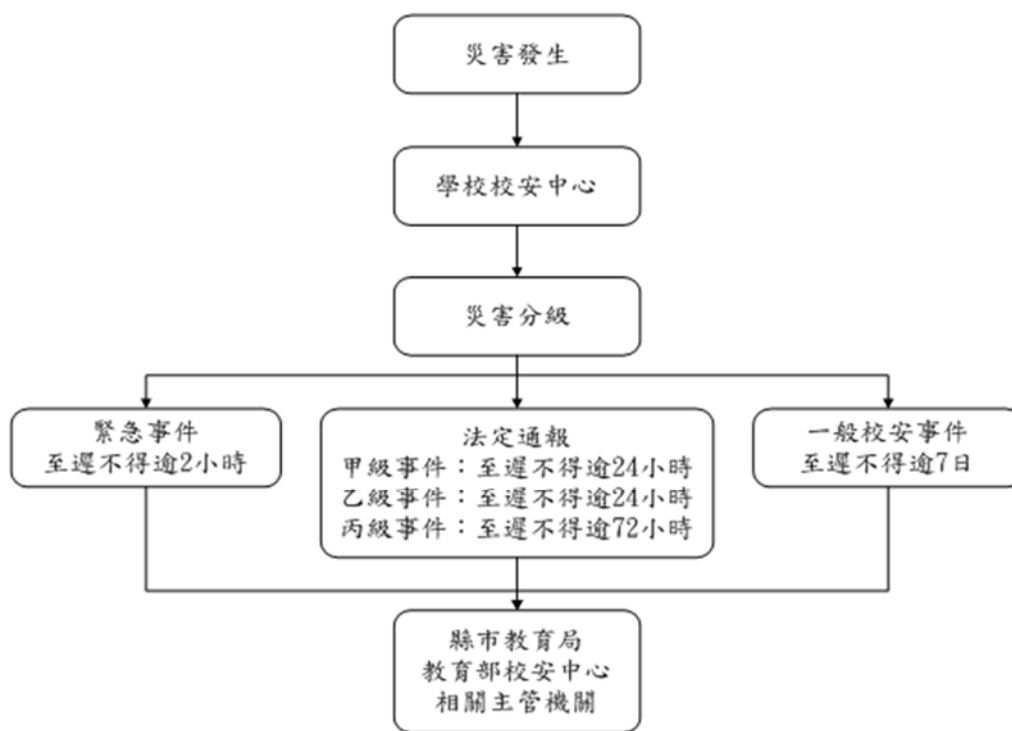 災害發生
學校校安中心
災害分級
緊急事件
至遲不得逾2小時
法定通報
甲級事件：至遲不得逾24小時
乙級事件：至遲不得逾24小時
丙級事件：至遲不得逾72小時
一般校安事件
至遲不得逾7日
縣市教育局
教育部校安中心
相關主管機關